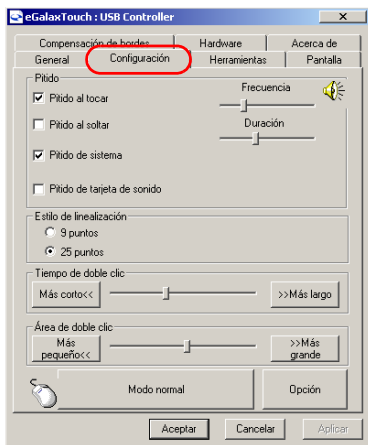 eGalaxTouch : USB Controller
Compensación de bordes Hardware Acerca de
General Configuración Herramientas Pantalla
Pitido
Pitido al tocar
Frecuencia
Pitido al soltar
Duración
Pitido de sistema
Pitido de tarjeta de sonido
Estilo de linealización
9 puntos
25 puntos
Tiempo de doble clic
Más corto<< >>Más largo
Área de doble clic
Más pequeño<<
>>Más grande
Modo normal Opción
Aceptar Cancelar Aplicar